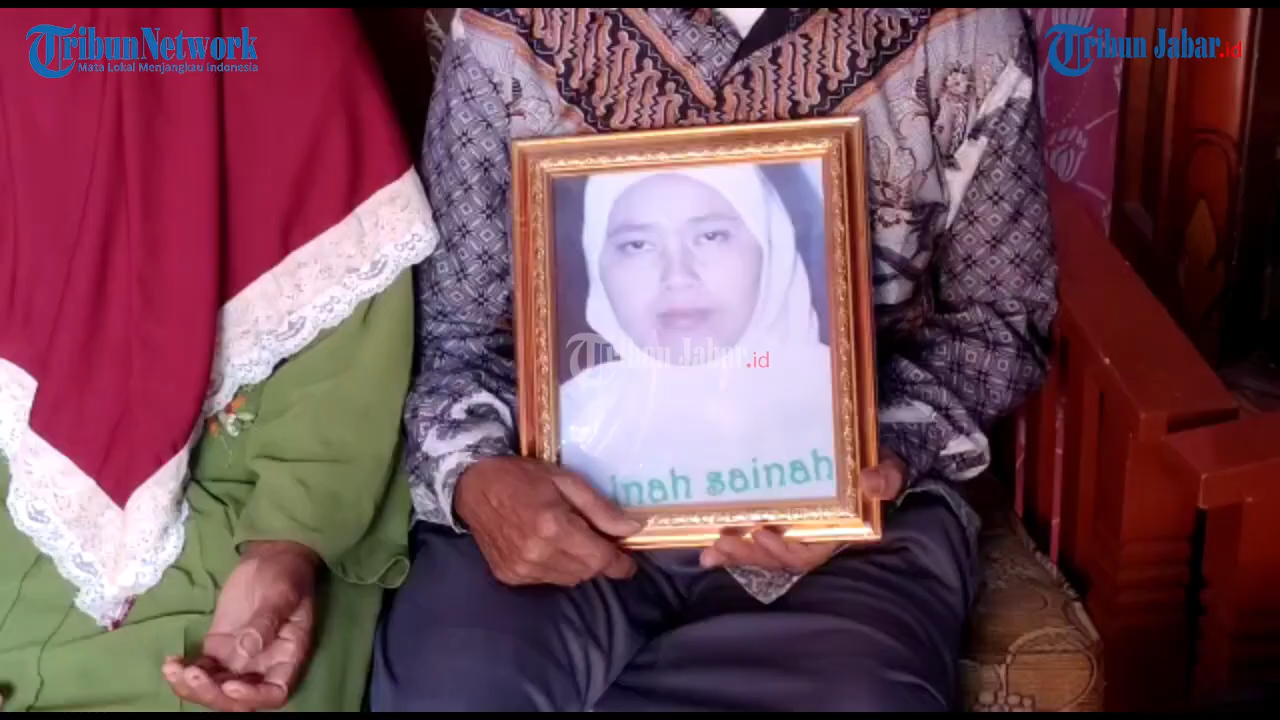 TribunNetwork
Mata Lokal Menjangkau Indonesia
Tribun Jabar.id
Tribun Jabar.id
inah sainah